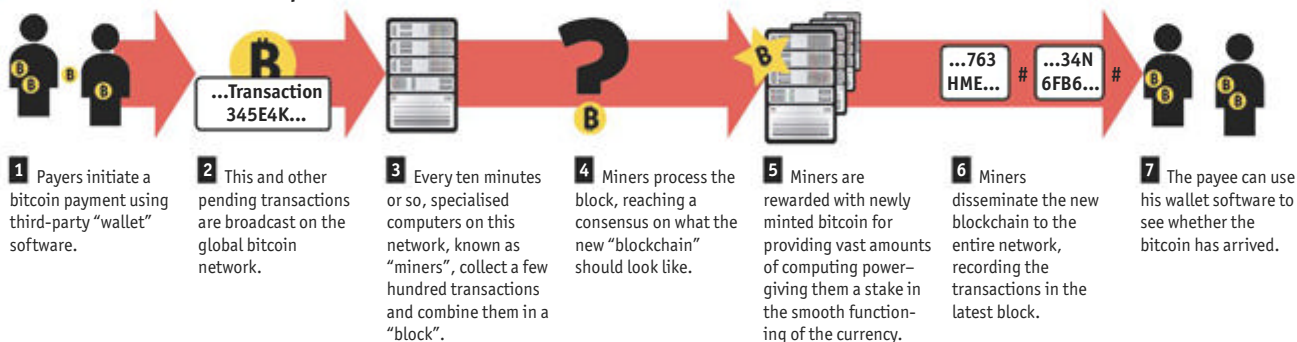 ...Transaction
345E4K...
...763
HME...
#
...34N
6FB6...
#
1 Payers initiate a
bitcoin payment using
third-party “wallet”
software.
2 This and other
pending transactions
are broadcast on the
global bitcoin
network.
3 Every ten minutes
or so, specialised
computers on this
network, known as
“miners”, collect a few
hundred transactions
and combine them in a
“block”.
4 Miners process the
block, reaching a
consensus on what the
new “blockchain”
should look like.
5 Miners are
rewarded with newly
minted bitcoin for
providing vast amounts
of computing power–
giving them a stake in
the smooth function-
ing of the currency.
6 Miners
disseminate the new
blockchain to the
entire network,
recording the
transactions in the
latest block.
7 The payee can use
his wallet software to
see whether the
bitcoin has arrived.